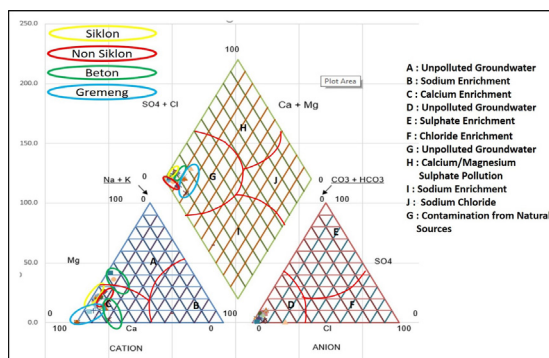 250.0
200.0
150.0
100.0
50.0
0.0
Siklon
Non Siklon
Beton
Gremeng
100
SO4 + Cl
Ca + Mg
Plot Area
H
G
J
I
0
0
Na + K
CO3 + HCO3
100
0
0
100
Mg
SO4
A
B
C
E
D
F
0
100
Ca
0
100
0
Cl
100
0
CATION
ANION
A : Unpolluted Groundwater
B : Sodium Enrichment
C : Calcium Enrichment
D : Unpolluted Groundwater
E : Sulphate Enrichment
F : Chloride Enrichment
G : Unpolluted Groundwater
H : Calcium/Magnesium
Sulphate Pollution
I : Sodium Enrichment
J : Sodium Chloride
G : Contamination from Natural
Sources